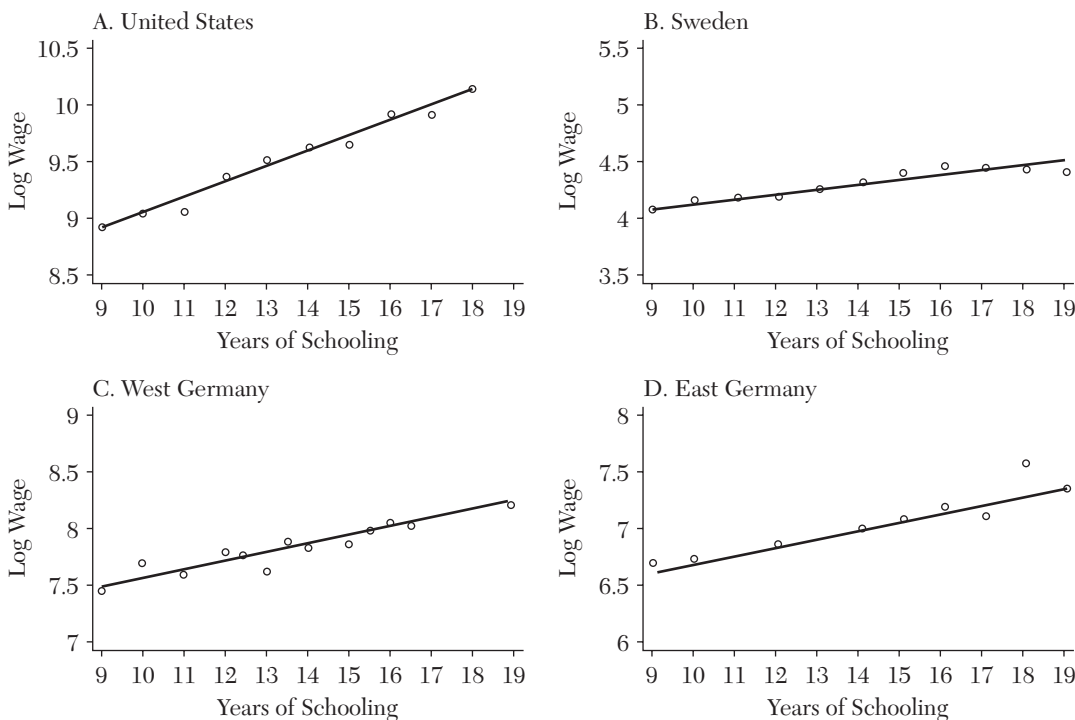 A. United States
10.5
10
9.5
9
8.5
Log Wage
9 10 11 12 13 14 15 16 17 18 19
Years of Schooling
B. Sweden
5.5
5
4.5
4
3.5
Log Wage
9 10 11 12 13 14 15 16 17 18 19
Years of Schooling
C. West Germany
9
8.5
8
7.5
7
Log Wage
9 10 11 12 13 14 15 16 17 18 19
Years of Schooling
D. East Germany
8
7.5
7
6.5
6
Log Wage
9 10 11 12 13 14 15 16 17 18 19
Years of Schooling